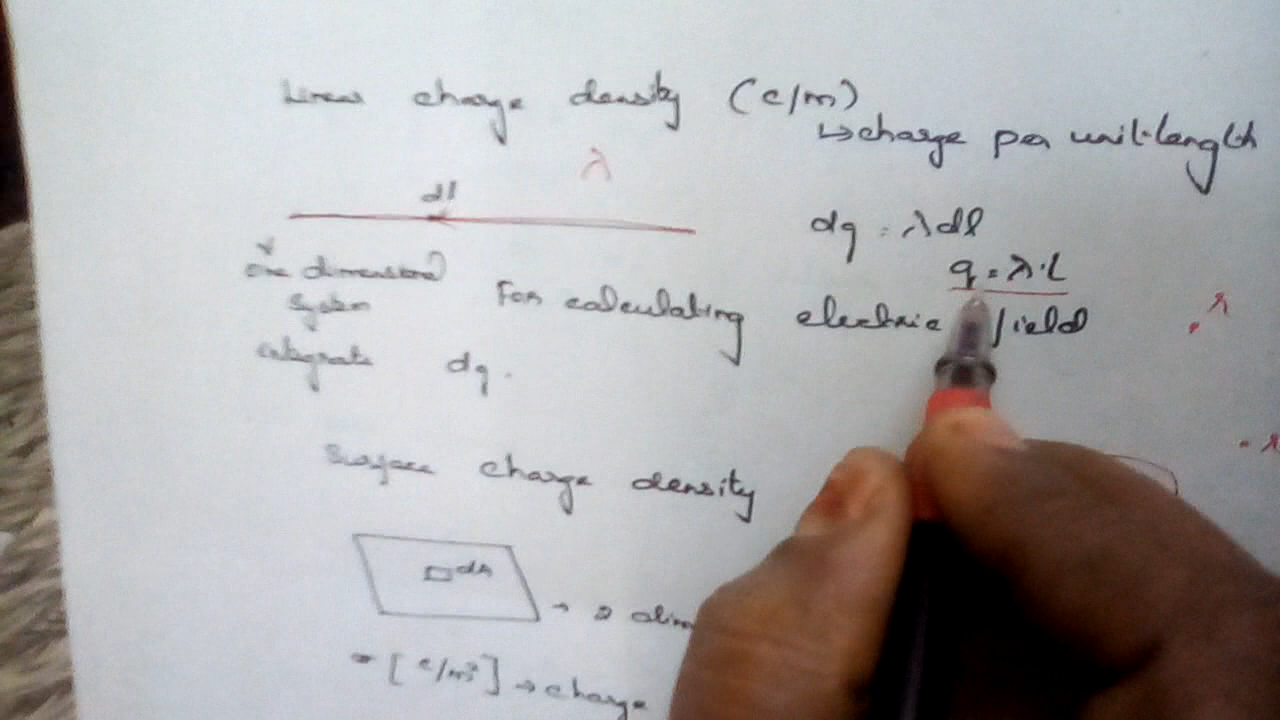 Linear charge density (c/m)
↳ charge per unit length
λ
dl
dq = λdl
one dimensional
q = λ·L
system
For calculating electric field
λ
integrate dq.
λ
Surface charge density
dA
→ 2 dim
[c/m²] → charge